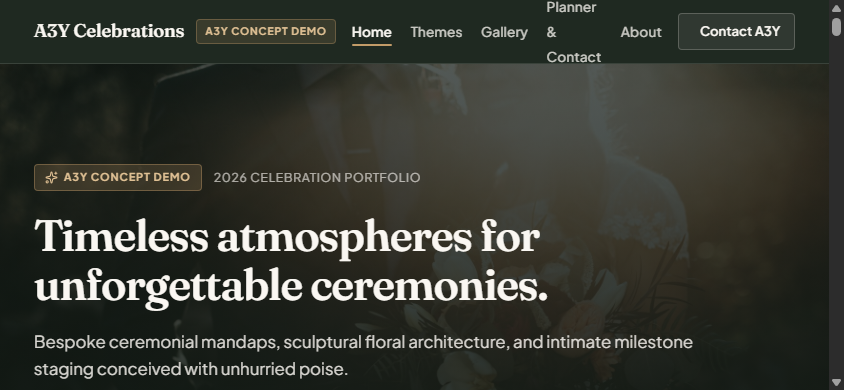 A3Y Celebrations
A3Y CONCEPT DEMO
Home
Themes
Gallery
Planner
&
Contact
About
Contact A3Y
A3Y CONCEPT DEMO
2026 CELEBRATION PORTFOLIO
Timeless atmospheres for
unforgettable ceremonies.
Bespoke ceremonial mandaps, sculptural floral architecture, and intimate milestone
staging conceived with unhurried poise.